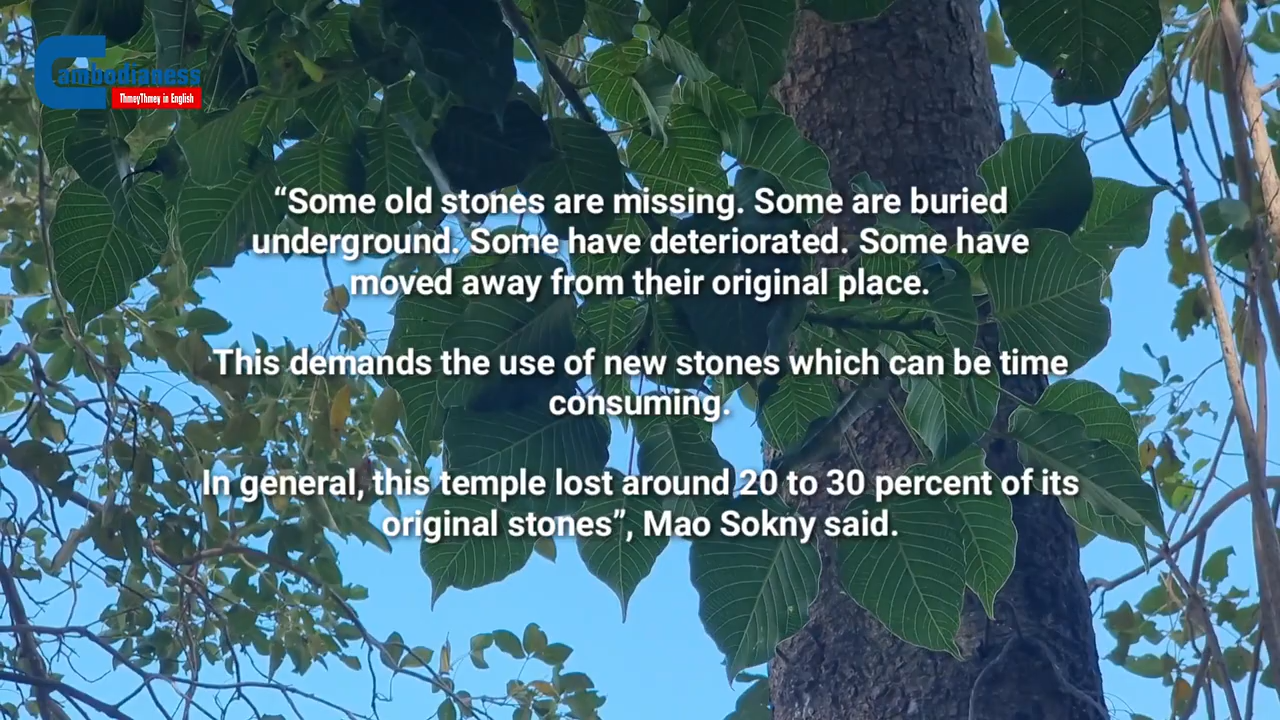 Cambodianess
ThmeyThmey in English
“Some old stones are missing. Some are buried
underground. Some have deteriorated. Some have
moved away from their original place.
This demands the use of new stones which can be time
consuming.
In general, this temple lost around 20 to 30 percent of its
original stones”, Mao Sokny said.